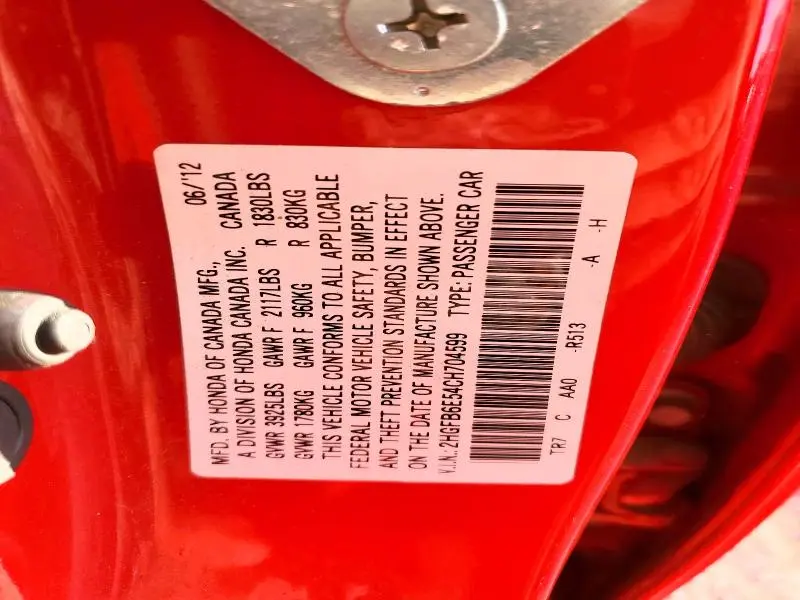 MFD. BY HONDA OF CANADA MFG., 06/'12
A DIVISION OF HONDA CANADA INC. CANADA
GVWR 3925LBS GAWR F 2117LBS R 1830LBS
GVWR 1780KG GAWR F 960KG R 830KG
THIS VEHICLE CONFORMS TO ALL APPLICABLE
FEDERAL MOTOR VEHICLE SAFETY, BUMPER,
AND THEFT PREVENTION STANDARDS IN EFFECT
ON THE DATE OF MANUFACTURE SHOWN ABOVE.
V.I.N.: 2HGFB6E54CH704599 TYPE: PASSENGER CAR
TR7 C AA0 -R513 -A -H